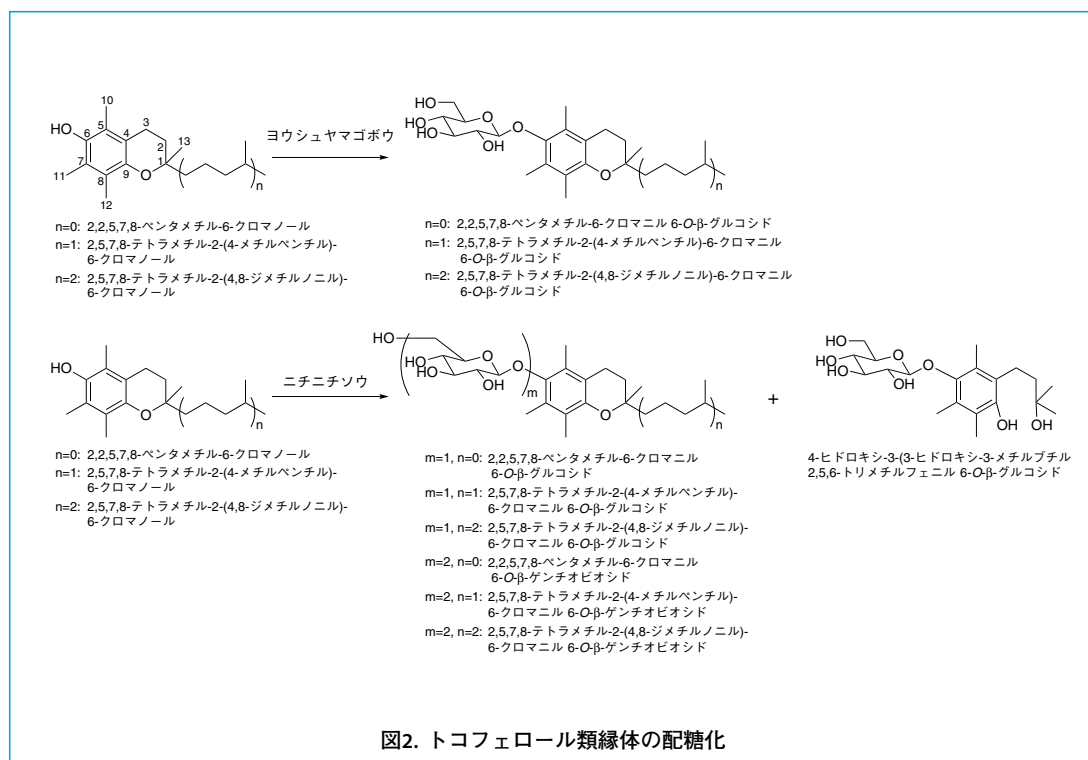 10
HO
5
3
6
4
2
13
7
9
1
11
8
O
12
n
ヨウシュヤマゴボウ
HO
HO
O
HO
OH
O
O
n
n=0: 2,2,5,7,8-ペンタメチル-6-クロマノール
n=1: 2,5,7,8-テトラメチル-2-(4-メチルペンチル)-
6-クロマノール
n=2: 2,5,7,8-テトラメチル-2-(4,8-ジメチルノニル)-
6-クロマノール
n=0: 2,2,5,7,8-ペンタメチル-6-クロマニル 6-O-β-グルコシド
n=1: 2,5,7,8-テトラメチル-2-(4-メチルペンチル)-6-クロマニル
6-O-β-グルコシド
n=2: 2,5,7,8-テトラメチル-2-(4,8-ジメチルノニル)-6-クロマニル
6-O-β-グルコシド
HO
O
n
ニチニチソウ
HO
HO
O
HO
OH
O
m
O
n
+
HO
HO
O
HO
OH
O
OH
OH
n=0: 2,2,5,7,8-ペンタメチル-6-クロマノール
n=1: 2,5,7,8-テトラメチル-2-(4-メチルペンチル)-
6-クロマノール
n=2: 2,5,7,8-テトラメチル-2-(4,8-ジメチルノニル)-
6-クロマノール
m=1, n=0: 2,2,5,7,8-ペンタメチル-6-クロマニル
6-O-β-グルコシド
m=1, n=1: 2,5,7,8-テトラメチル-2-(4-メチルペンチル)-
6-クロマニル 6-O-β-グルコシド
m=1, n=2: 2,5,7,8-テトラメチル-2-(4,8-ジメチルノニル)-
6-クロマニル 6-O-β-グルコシド
m=2, n=0: 2,2,5,7,8-ペンタメチル-6-クロマニル
6-O-β-ゲンチオビオシド
m=2, n=1: 2,5,7,8-テトラメチル-2-(4-メチルペンチル)-
6-クロマニル 6-O-β-ゲンチオビオシド
m=2, n=2: 2,5,7,8-テトラメチル-2-(4,8-ジメチルノニル)-
6-クロマニル 6-O-β-ゲンチオビオシド
4-ヒドロキシ-3-(3-ヒドロキシ-3-メチルブチル
2,5,6-トリメチルフェニル 6-O-β-グルコシド
図2. トコフェロール類縁体の配糖化